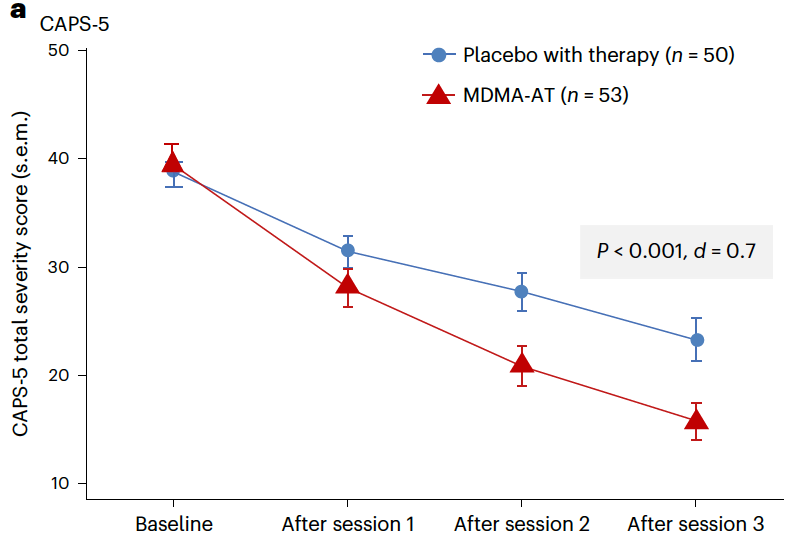 a
CAPS-5
50
40
30
20
10
CAPS-5 total severity score (s.e.m.)
Placebo with therapy (n = 50)
MDMA-AT (n = 53)
P < 0.001, d = 0.7
Baseline
After session 1
After session 2
After session 3